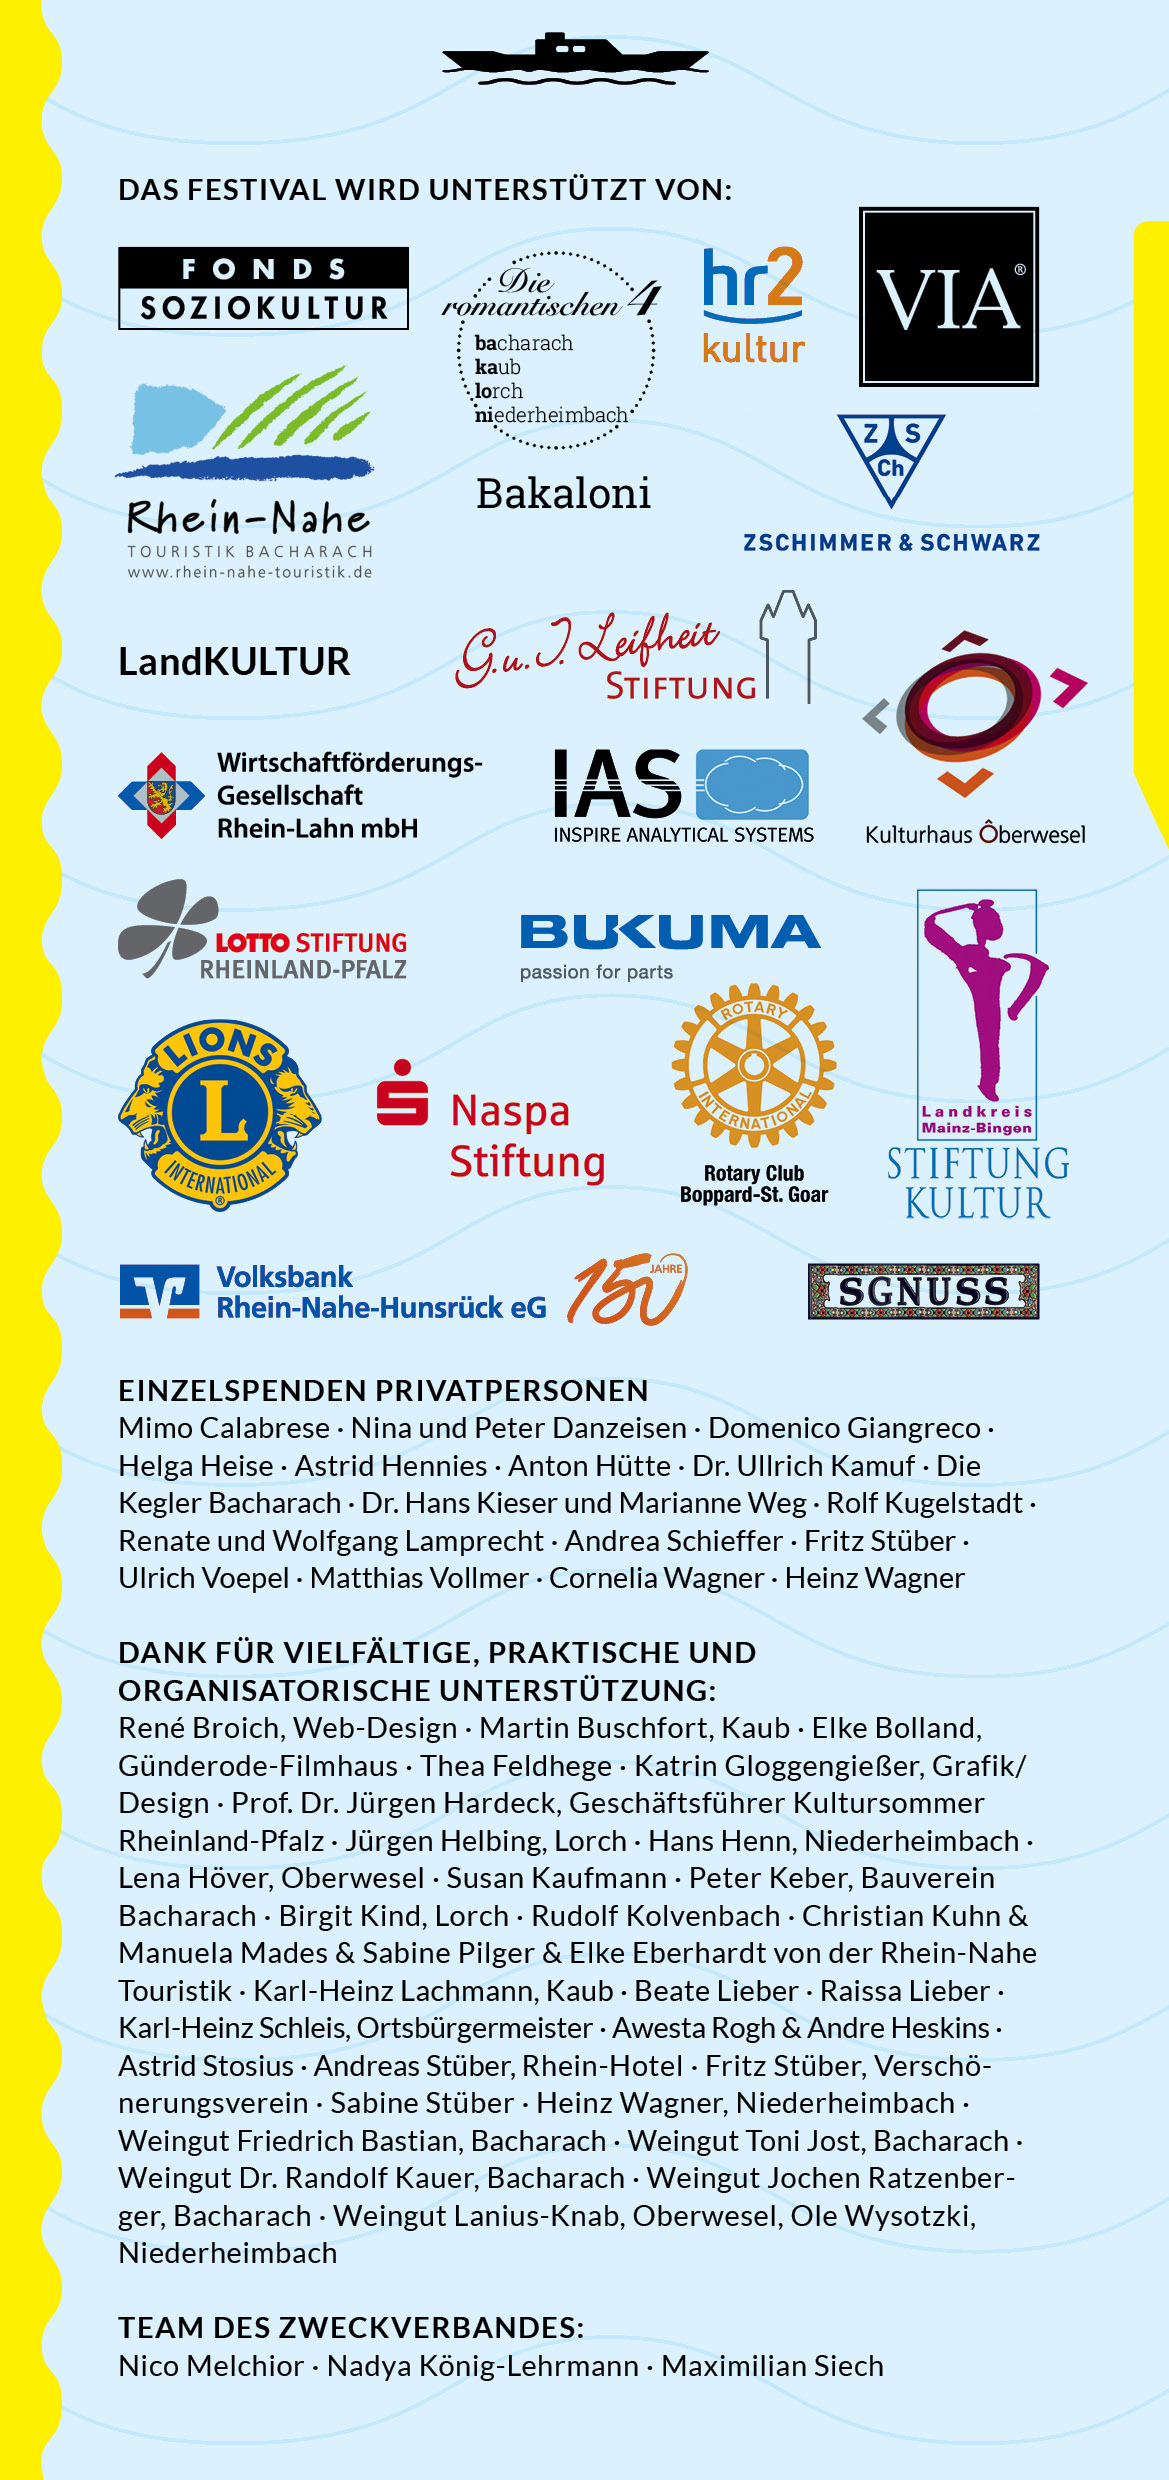 DAS FESTIVAL WIRD UNTERSTÜTZT VON:
FONDS
SOZIOKULTUR
Die
romantischen 4
bacharach
kaub
lorch
niederheimbach
Bakaloni
hr2
kultur
VIA®
Rhein-Nahe
TOURISTIK BACHARACH
www.rhein-nahe-touristik.de
Z S
Ch
ZSCHIMMER & SCHWARZ
LandKULTUR
G.u.I. Leifheit
STIFTUNG
Wirtschaftförderungs-
Gesellschaft
Rhein-Lahn mbH
IAS
INSPIRE ANALYTICAL SYSTEMS
Kulturhaus Ôberwesel
LOTTO STIFTUNG
RHEINLAND-PFALZ
BUKUMA
passion for parts
LIONS
L
INTERNATIONAL
®
Naspa
Stiftung
ROTARY
INTERNATIONAL
Rotary Club
Boppard-St. Goar
Landkreis
Mainz-Bingen
STIFTUNG
KULTUR
Volksbank
Rhein-Nahe-Hunsrück eG
150 JAHRE
SGNUSS
EINZELSPENDEN PRIVATPERSONEN
Mimo Calabrese · Nina und Peter Danzeisen · Domenico Giangreco ·
Helga Heise · Astrid Hennies · Anton Hütte · Dr. Ullrich Kamuf · Die
Kegler Bacharach · Dr. Hans Kieser und Marianne Weg · Rolf Kugelstadt ·
Renate und Wolfgang Lamprecht · Andrea Schieffer · Fritz Stüber ·
Ulrich Voepel · Matthias Vollmer · Cornelia Wagner · Heinz Wagner
DANK FÜR VIELFÄLTIGE, PRAKTISCHE UND
ORGANISATORISCHE UNTERSTÜTZUNG:
René Broich, Web-Design · Martin Buschfort, Kaub · Elke Bolland,
Günderode-Filmhaus · Thea Feldhege · Katrin Gloggengießer, Grafik/
Design · Prof. Dr. Jürgen Hardeck, Geschäftsführer Kultursommer
Rheinland-Pfalz · Jürgen Helbing, Lorch · Hans Henn, Niederheimbach ·
Lena Höver, Oberwesel · Susan Kaufmann · Peter Keber, Bauverein
Bacharach · Birgit Kind, Lorch · Rudolf Kolvenbach · Christian Kuhn &
Manuela Mades & Sabine Pilger & Elke Eberhardt von der Rhein-Nahe
Touristik · Karl-Heinz Lachmann, Kaub · Beate Lieber · Raissa Lieber ·
Karl-Heinz Schleis, Ortsbürgermeister · Awesta Rogh & Andre Heskins ·
Astrid Stosius · Andreas Stüber, Rhein-Hotel · Fritz Stüber, Verschö-
nerungsverein · Sabine Stüber · Heinz Wagner, Niederheimbach ·
Weingut Friedrich Bastian, Bacharach · Weingut Toni Jost, Bacharach ·
Weingut Dr. Randolf Kauer, Bacharach · Weingut Jochen Ratzenber-
ger, Bacharach · Weingut Lanius-Knab, Oberwesel, Ole Wysotzki,
Niederheimbach
TEAM DES ZWECKVERBANDES:
Nico Melchior · Nadya König-Lehrmann · Maximilian Siech